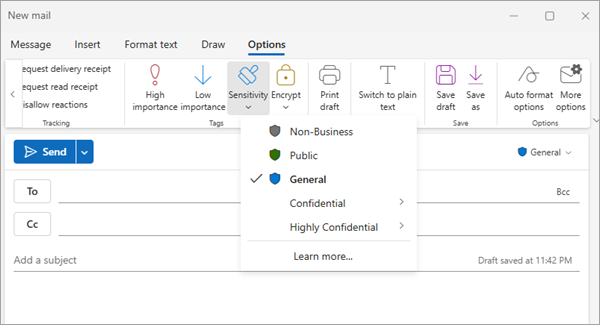 New mail
Message Insert Format text Draw Options
equest delivery receipt
equest read receipt
isallow reactions
Tracking
High importance
Low importance
Tags
Sensitivity
Encrypt
Print draft
Switch to plain text
Save draft
Save as
Save
Auto format options
More options
Options
Send
General
Non-Business
Public
General
Confidential
Highly Confidential
Learn more...
To
Bcc
Cc
Add a subject
Draft saved at 11:42 PM